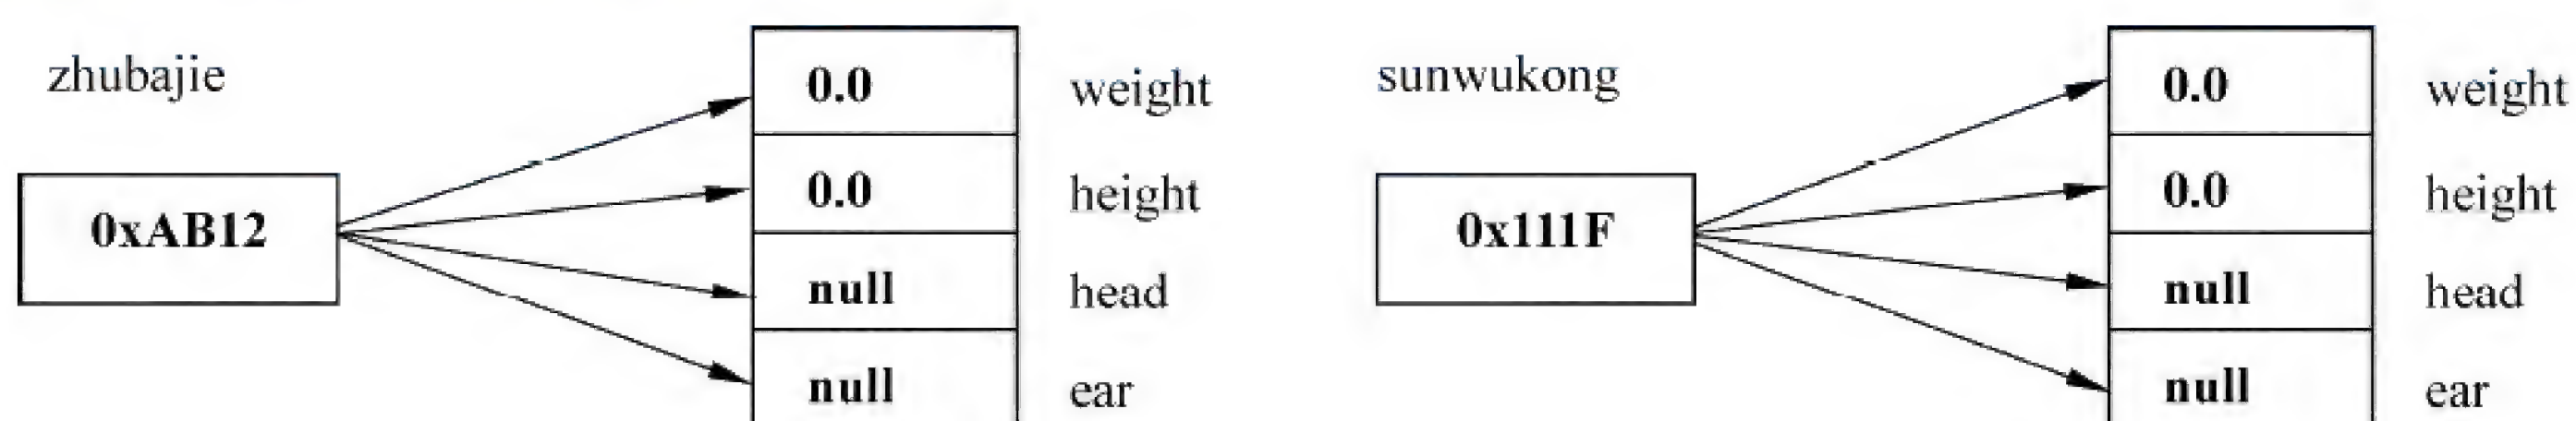 zhubajie
0xAB12
0.0 weight
0.0 height
null head
null ear
sunwukong
0x111F
0.0 weight
0.0 height
null head
null ear